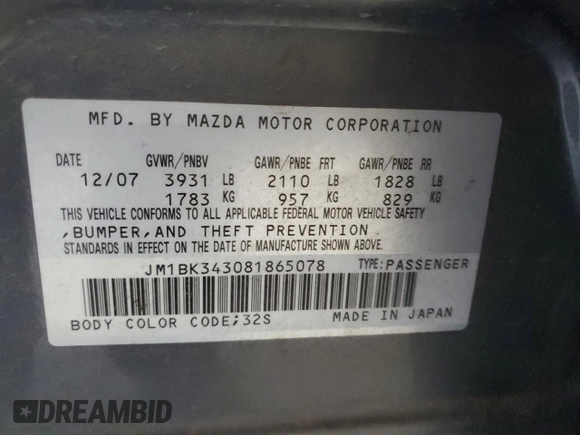 MFD. BY MAZDA MOTOR CORPORATION
DATE GVWR/PNBV GAWR/PNBE FRT GAWR/PNBE RR
12/07 3931 LB 2110 LB 1828 LB
1783 KG 957 KG 829 KG
THIS VEHICLE CONFORMS TO ALL APPLICABLE FEDERAL MOTOR VEHICLE SAFETY
,BUMPER,AND THEFT PREVENTION
STANDARDS IN EFFECT ON THE DATE OF MANUFACTURE SHOWN ABOVE.
JM1BK343081865078 TYPE:PASSENGER
BODY COLOR CODE;32S MADE IN JAPAN
DREAMBID